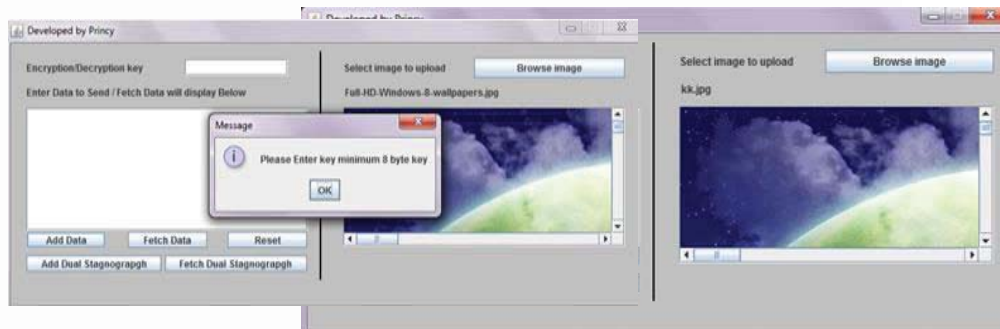 Developed by Princy
Developed by Princy
Encryption/Decryption key
Select image to upload
Browse image
Enter Data to Send / Fetch Data will display Below
Full-HD-Windows-8-wallpapers.jpg
Message
Please Enter key minimum 8 byte key
OK
Add Data
Fetch Data
Reset
Add Dual Stagnograpgh
Fetch Dual Stagnograpgh
Select image to upload
Browse image
kk.jpg